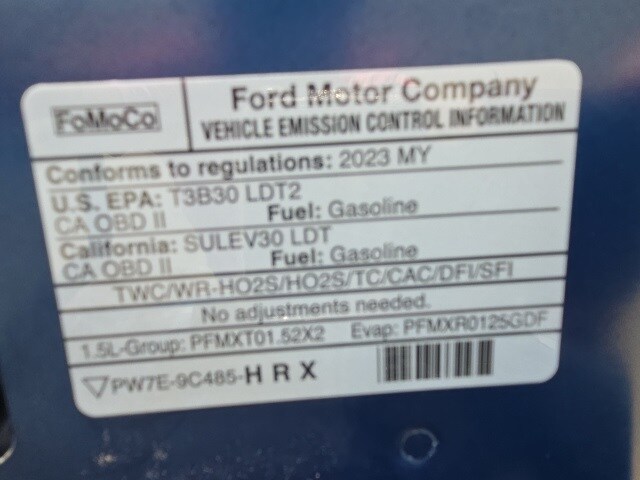 FoMoCo
Ford Motor Company
VEHICLE EMISSION CONTROL INFORMATION
Conforms to regulations: 2023 MY
U.S. EPA: T3B30 LDT2
CA OBD II Fuel: Gasoline
California: SULEV30 LDT
CA OBD II Fuel: Gasoline
TWC/WR-HO2S/HO2S/TC/CAC/DFI/SFI
No adjustments needed.
1.5L-Group: PFMXT01.52X2 Evap: PFMXR0125GDF
PW7E-9C485-H R X